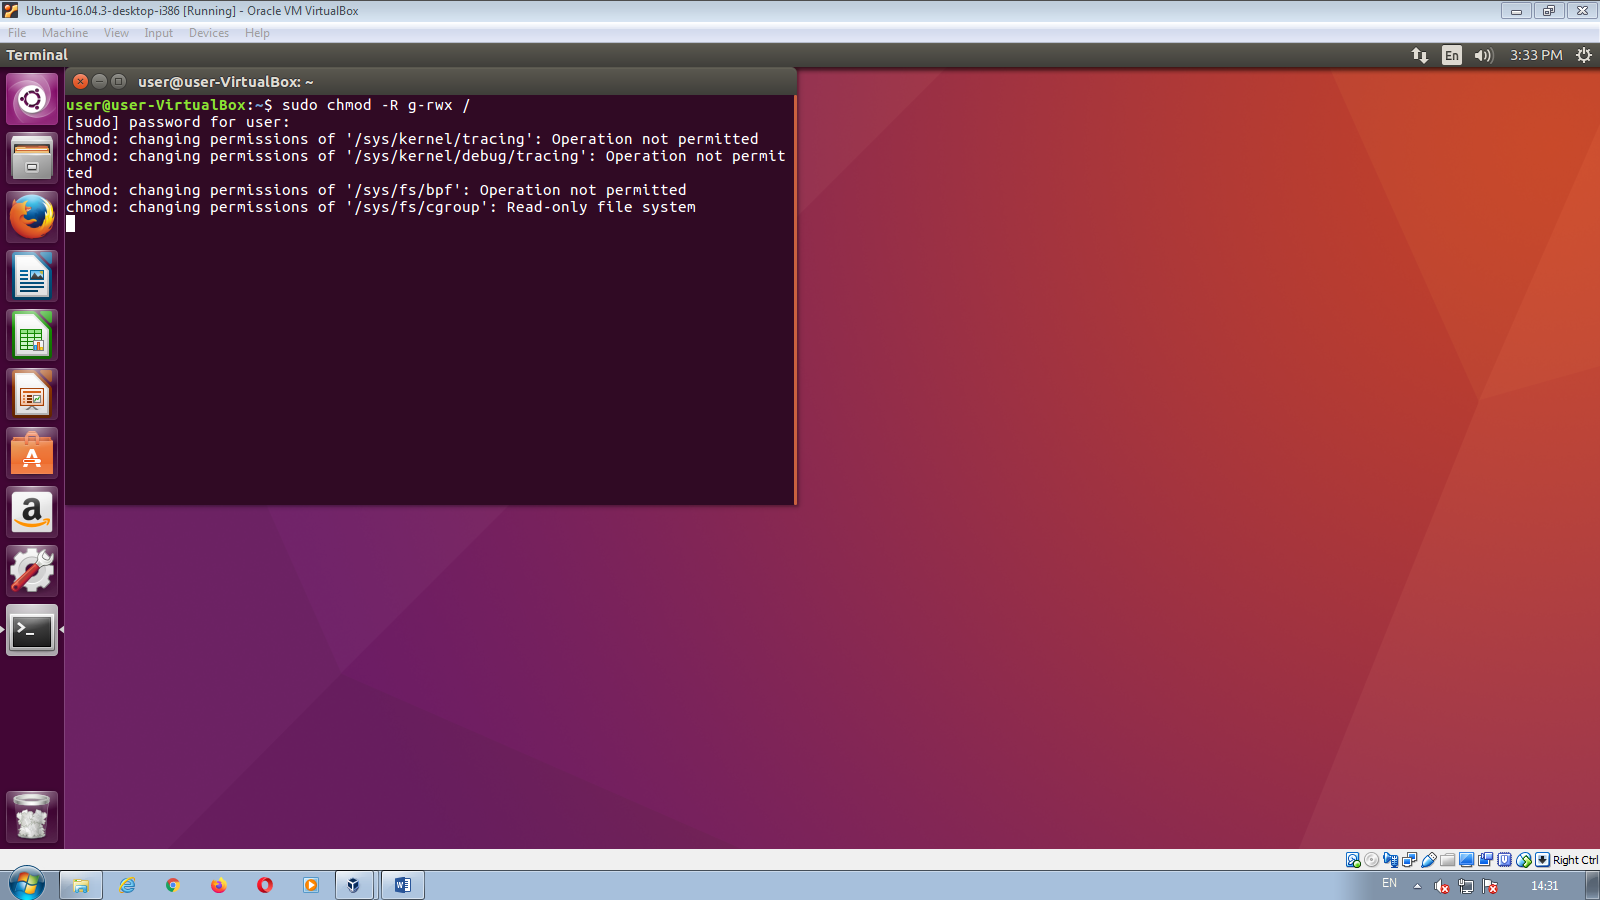 Ubuntu-16.04.3-desktop-i386 [Running] - Oracle VM VirtualBox
File Machine View Input Devices Help
Terminal En 3:33 PM
user@user-VirtualBox: ~
user@user-VirtualBox:~$ sudo chmod -R g-rwx /
[sudo] password for user:
chmod: changing permissions of '/sys/kernel/tracing': Operation not permitted
chmod: changing permissions of '/sys/kernel/debug/tracing': Operation not permit
ted
chmod: changing permissions of '/sys/fs/bpf': Operation not permitted
chmod: changing permissions of '/sys/fs/cgroup': Read-only file system
Right Ctrl
EN 14:31